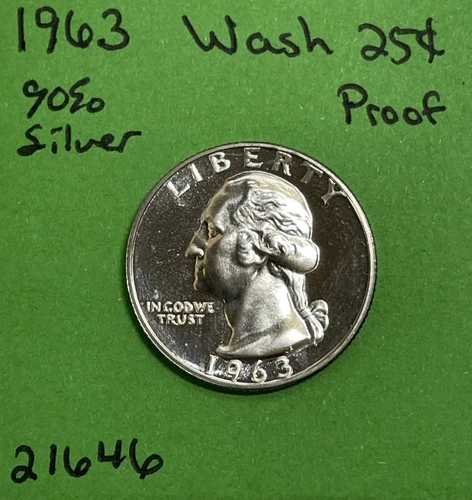 1963 Wash 25¢
90% Silver
Proof
LIBERTY
IN GOD WE
TRUST
1963
21646